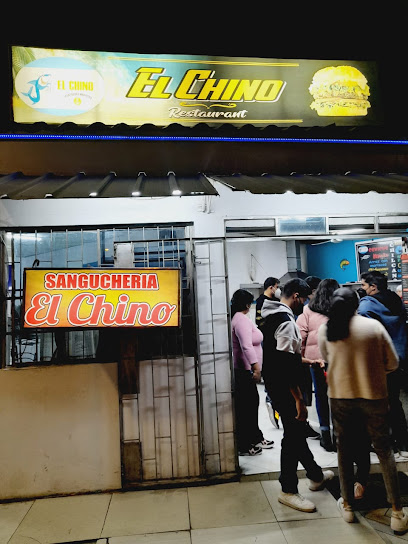 EL CHINO
EL CHINO
Restaurant
SANGUCHERIA
El Chino